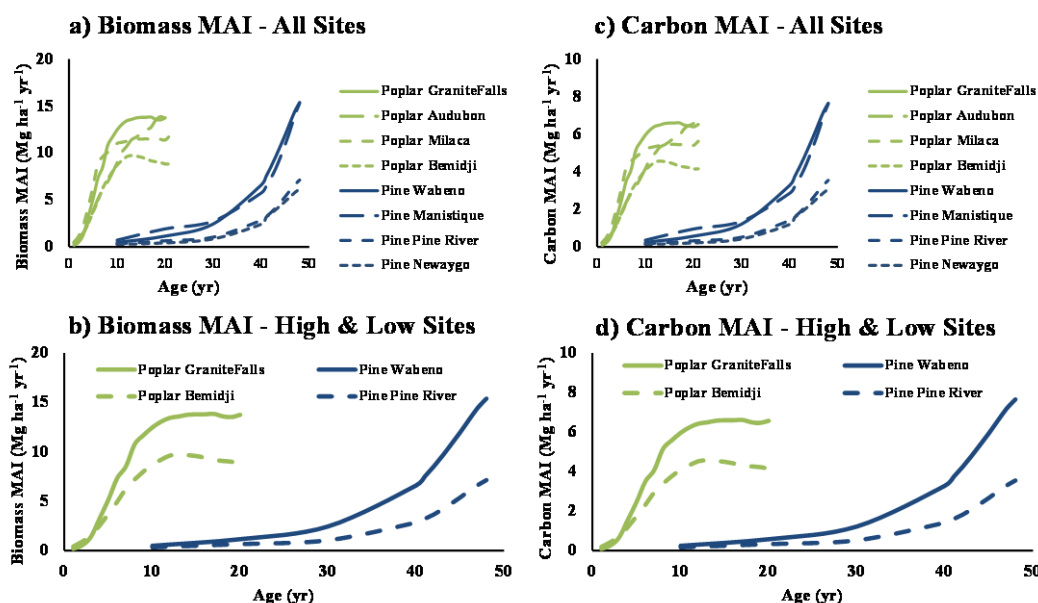 a) Biomass MAI - All Sites
Biomass MAI (Mg ha⁻¹ yr⁻¹)
20
15
10
5
0
0 10 20 30 40 50
Age (yr)
Poplar GraniteFalls
Poplar Audubon
Poplar Milaca
Poplar Bemidji
Pine Wabeno
Pine Manistique
Pine Pine River
Pine Newaygo
c) Carbon MAI - All Sites
Carbon MAI (Mg ha⁻¹ yr⁻¹)
10
8
6
4
2
0
0 10 20 30 40 50
Age (yr)
Poplar GraniteFalls
Poplar Audubon
Poplar Milaca
Poplar Bemidji
Pine Wabeno
Pine Manistique
Pine Pine River
Pine Newaygo
b) Biomass MAI - High & Low Sites
Biomass MAI (Mg ha⁻¹ yr⁻¹)
20
15
10
5
0
Poplar GraniteFalls Pine Wabeno
Poplar Bemidji Pine Pine River
0 10 20 30 40 50
Age (yr)
d) Carbon MAI - High & Low Sites
Carbon MAI (Mg ha⁻¹ yr⁻¹)
10
8
6
4
2
0
Poplar GraniteFalls Pine Wabeno
Poplar Bemidji Pine Pine River
0 10 20 30 40 50
Age (yr)